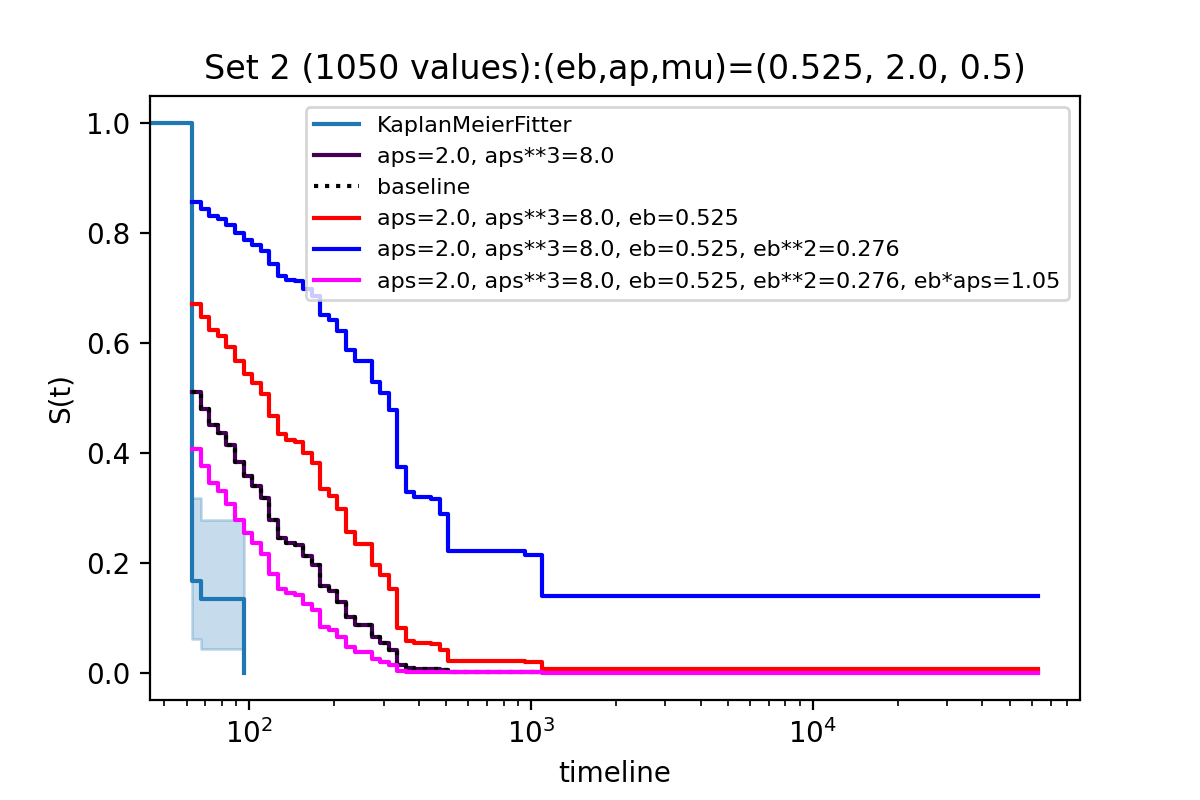 Set 2 (1050 values):(eb,ap,mu)=(0.525, 2.0, 0.5)
KaplanMeierFitter
aps=2.0, aps**3=8.0
baseline
aps=2.0, aps**3=8.0, eb=0.525
aps=2.0, aps**3=8.0, eb=0.525, eb**2=0.276
aps=2.0, aps**3=8.0, eb=0.525, eb**2=0.276, eb*aps=1.05
S(t)
1.0
0.8
0.6
0.4
0.2
0.0
10² 10³ 10⁴
timeline